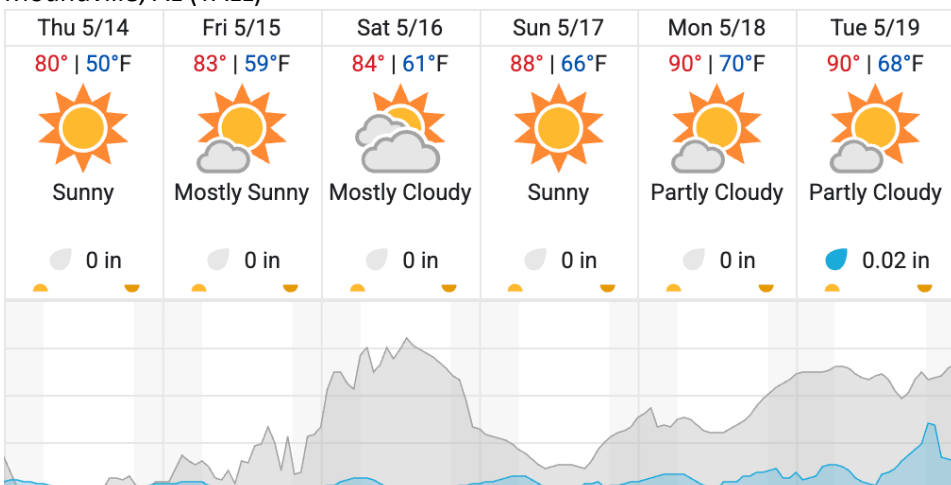 Thu 5/14 Fri 5/15 Sat 5/16 Sun 5/17 Mon 5/18 Tue 5/19
80° | 50°F 83° | 59°F 84° | 61°F 88° | 66°F 90° | 70°F 90° | 68°F
Sunny Mostly Sunny Mostly Cloudy Sunny Partly Cloudy Partly Cloudy
0 in 0 in 0 in 0 in 0 in 0.02 in